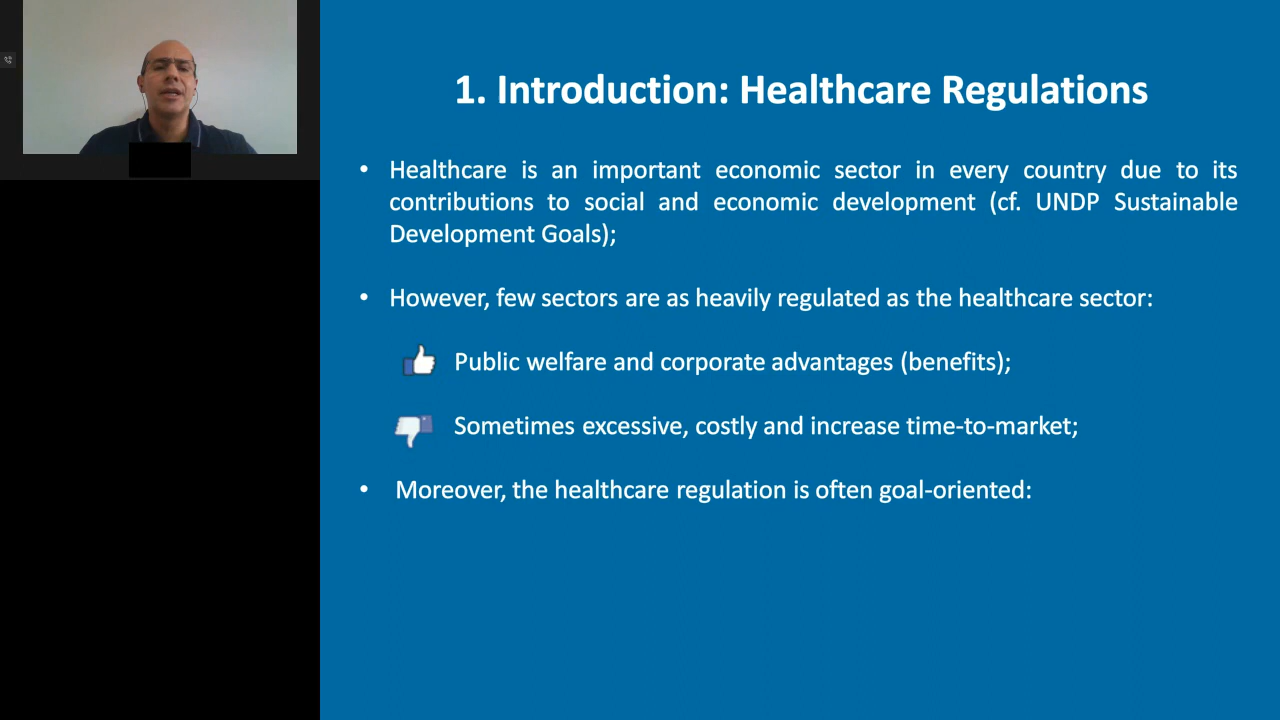 1. Introduction: Healthcare Regulations
• Healthcare is an important economic sector in every country due to its
contributions to social and economic development (cf. UNDP Sustainable
Development Goals);
• However, few sectors are as heavily regulated as the healthcare sector:
Public welfare and corporate advantages (benefits);
Sometimes excessive, costly and increase time-to-market;
• Moreover, the healthcare regulation is often goal-oriented: